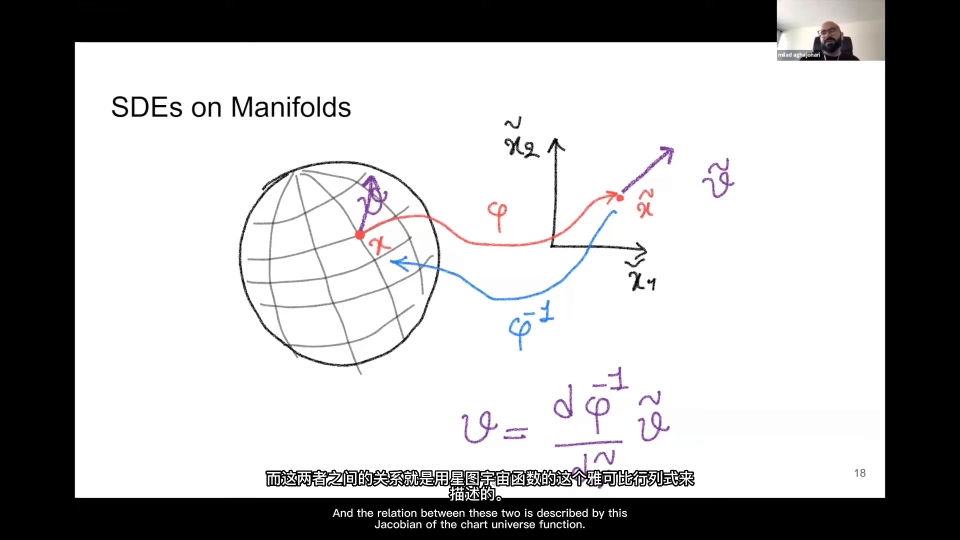 milad aghajohari
SDEs on Manifolds
x̃₂
ṽ
v
φ
x̃
x
x̃₁
φ⁻¹
v = dφ⁻¹/dx̃ ṽ
而这两者之间的关系就是用星图宇宙函数的这个雅可比行列式来
描述的。
18
And the relation between these two is described by this
Jacobian of the chart universe function.